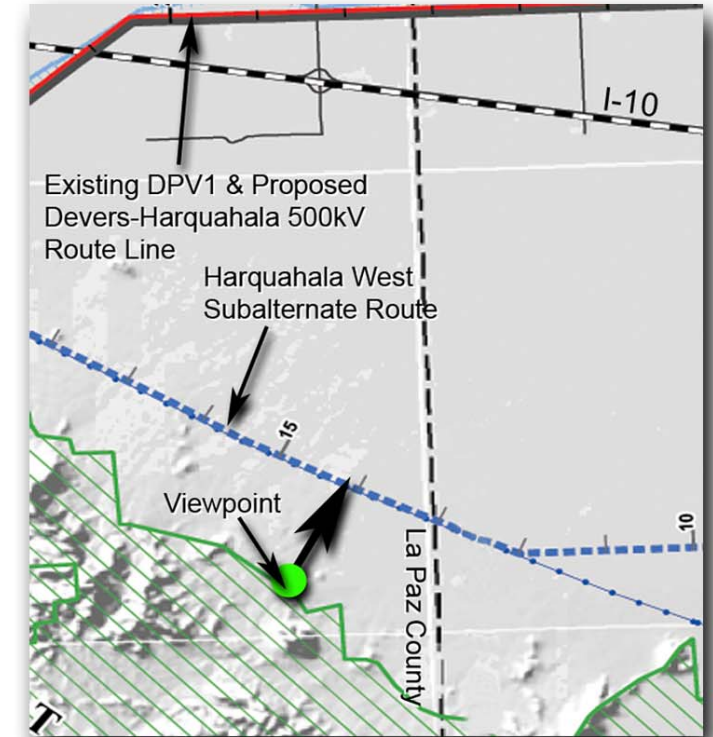 I-10
Existing DPV1 & Proposed
Devers-Harquahala 500kV
Route Line
Harquahala West
Subalternate Route
15
Viewpoint
10
La Paz County
T